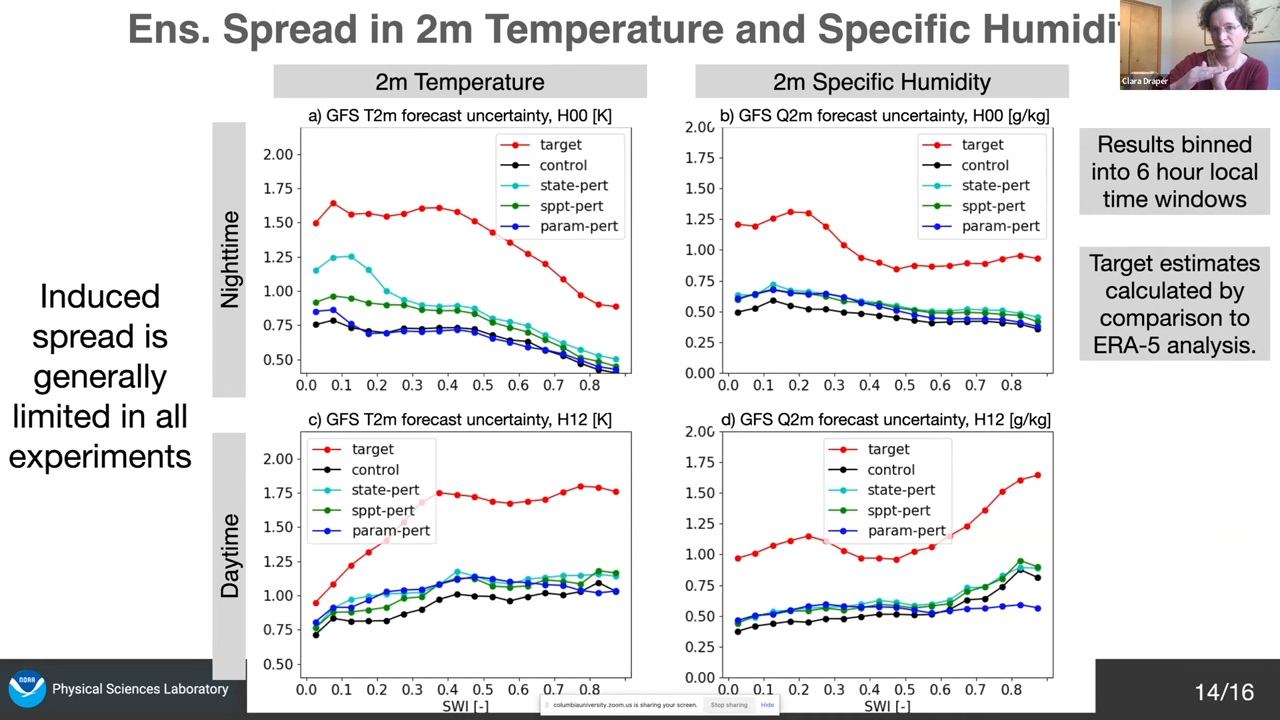 Ens. Spread in 2m Temperature and Specific Humidi
Clara Draper
2m Temperature
2m Specific Humidity
a) GFS T2m forecast uncertainty, H00 [K]
2.00
1.75
1.50
1.25
1.00
0.75
0.50
0.0 0.1 0.2 0.3 0.4 0.5 0.6 0.7 0.8
target
control
state-pert
sppt-pert
param-pert
b) GFS Q2m forecast uncertainty, H00 [g/kg]
2.00
1.75
1.50
1.25
1.00
0.75
0.50
0.25
0.00
0.0 0.1 0.2 0.3 0.4 0.5 0.6 0.7 0.8
target
control
state-pert
sppt-pert
param-pert
Results binned
into 6 hour local
time windows
Target estimates
calculated by
comparison to
ERA-5 analysis.
Nighttime
Induced
spread is
generally
limited in all
experiments
Daytime
c) GFS T2m forecast uncertainty, H12 [K]
2.00
1.75
1.50
1.25
1.00
0.75
0.50
0.0 0.1 0.2 0.3 0.4 0.5 0.6 0.7 0.8
SWI [-]
target
control
state-pert
sppt-pert
param-pert
d) GFS Q2m forecast uncertainty, H12 [g/kg]
2.00
1.75
1.50
1.25
1.00
0.75
0.50
0.25
0.00
0.0 0.1 0.2 0.3 0.4 0.5 0.6 0.7 0.8
SWI [-]
target
control
state-pert
sppt-pert
param-pert
NOAA
Physical Sciences Laboratory
columbiauniversity.zoom.us is sharing your screen.
Stop sharing
Hide
14/16